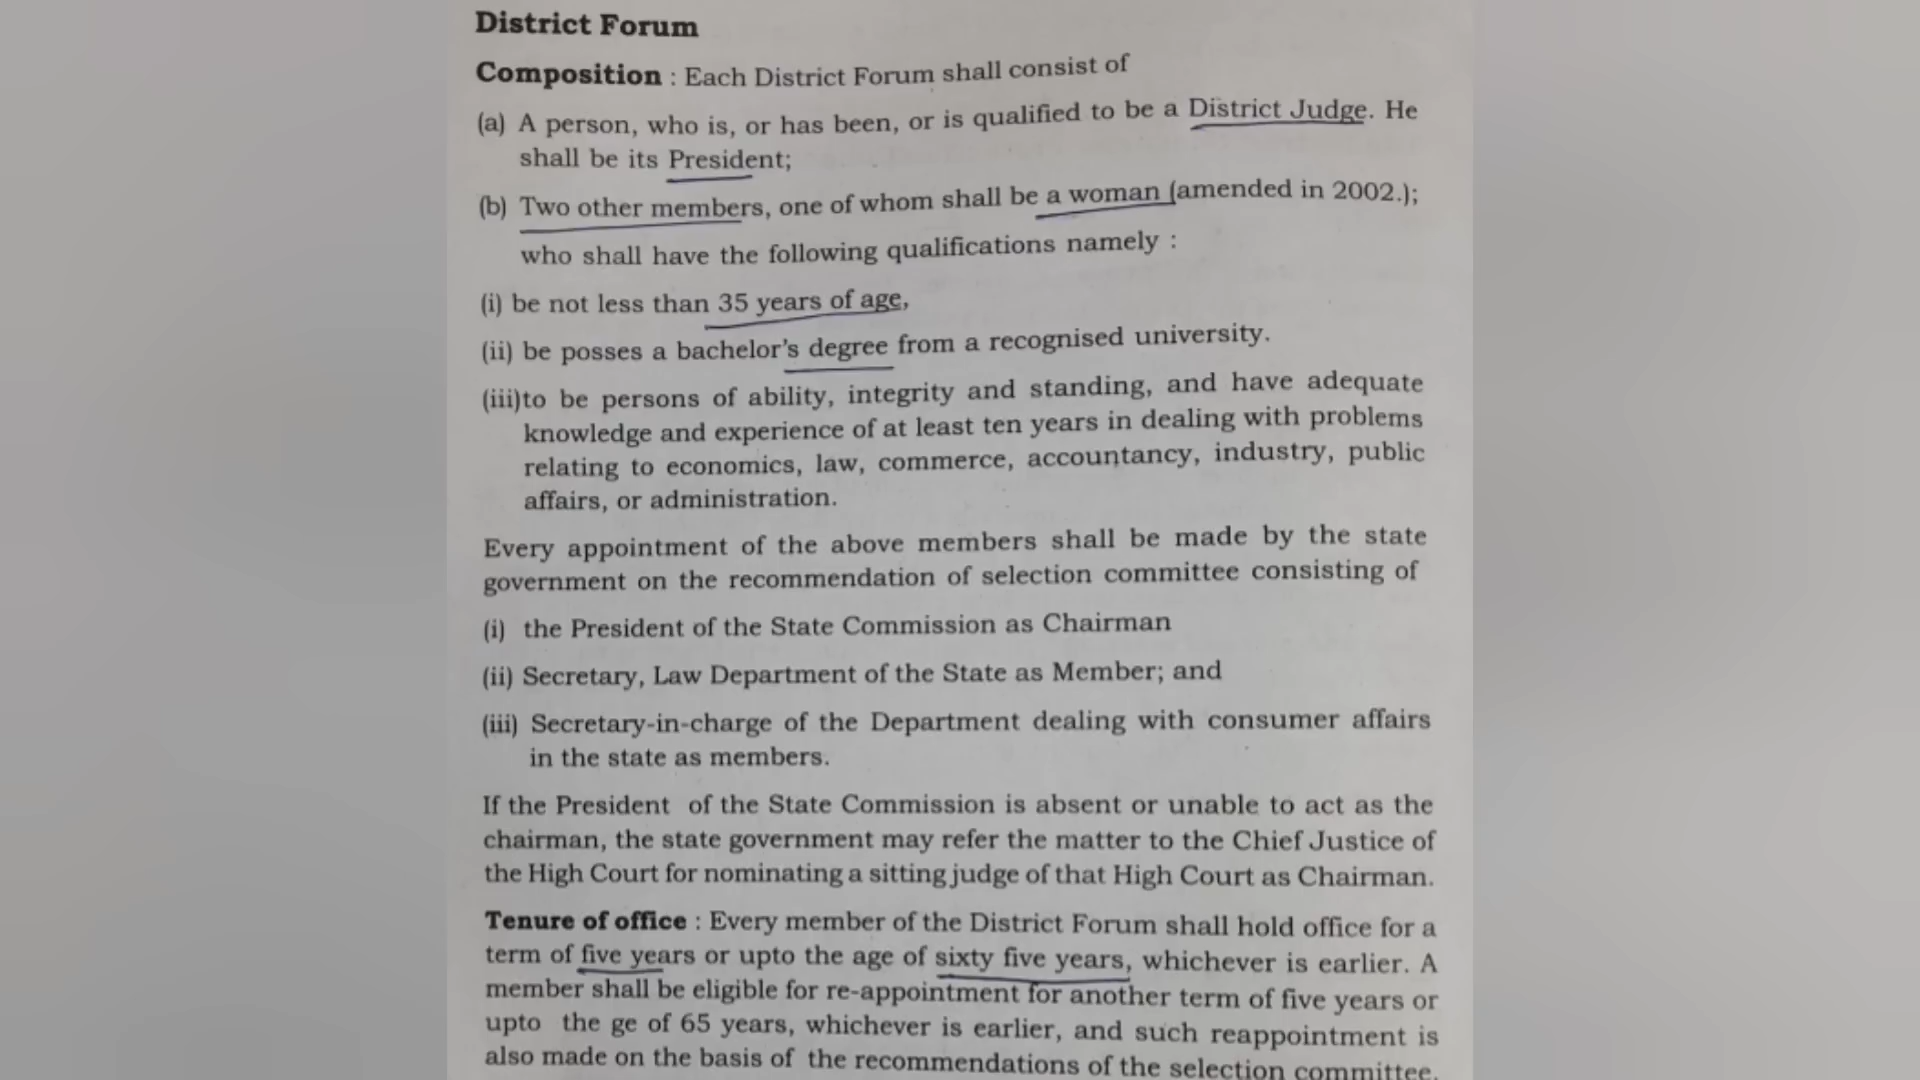 District Forum
Composition : Each District Forum shall consist of
(a) A person, who is, or has been, or is qualified to be a District Judge. He
shall be its President;
(b) Two other members, one of whom shall be a woman (amended in 2002.);
who shall have the following qualifications namely :
(i) be not less than 35 years of age,
(ii) be posses a bachelor's degree from a recognised university.
(iii)to be persons of ability, integrity and standing, and have adequate
knowledge and experience of at least ten years in dealing with problems
relating to economics, law, commerce, accountancy, industry, public
affairs, or administration.
Every appointment of the above members shall be made by the state
government on the recommendation of selection committee consisting of
(i) the President of the State Commission as Chairman
(ii) Secretary, Law Department of the State as Member; and
(iii) Secretary-in-charge of the Department dealing with consumer affairs
in the state as members.
If the President of the State Commission is absent or unable to act as the
chairman, the state government may refer the matter to the Chief Justice of
the High Court for nominating a sitting judge of that High Court as Chairman.
Tenure of office : Every member of the District Forum shall hold office for a
term of five years or upto the age of sixty five years, whichever is earlier. A
member shall be eligible for re-appointment for another term of five years or
upto the ge of 65 years, whichever is earlier, and such reappointment is
also made on the basis of the recommendations of the selection committee.